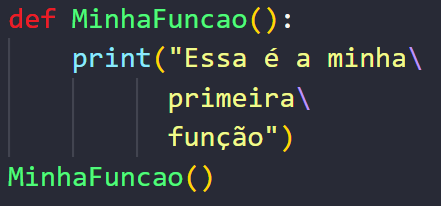 def MinhaFuncao():
    print("Essa é a minha\
          primeira\
          função")
MinhaFuncao()